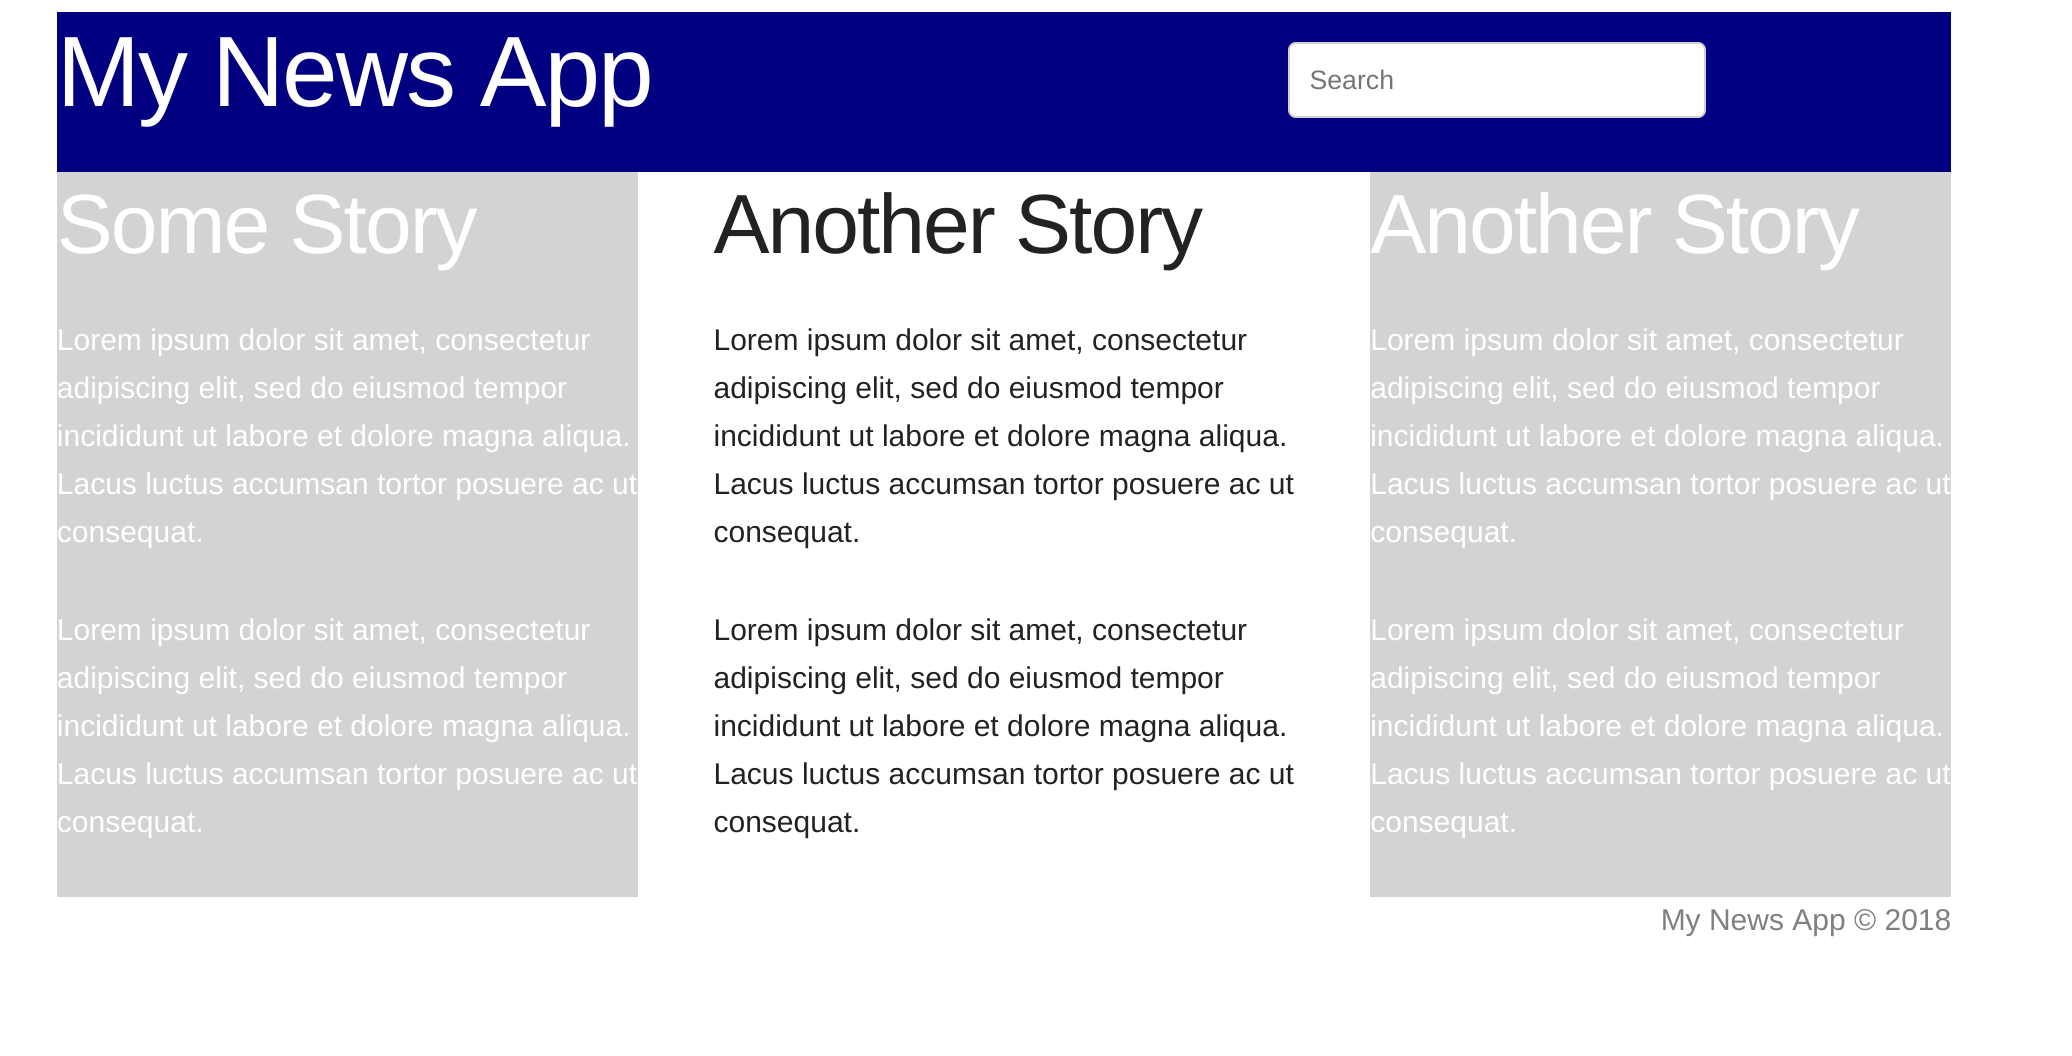 My News App
Search
Some Story
Lorem ipsum dolor sit amet, consectetur
adipiscing elit, sed do eiusmod tempor
incididunt ut labore et dolore magna aliqua.
Lacus luctus accumsan tortor posuere ac ut
consequat.
Lorem ipsum dolor sit amet, consectetur
adipiscing elit, sed do eiusmod tempor
incididunt ut labore et dolore magna aliqua.
Lacus luctus accumsan tortor posuere ac ut
consequat.
Another Story
Lorem ipsum dolor sit amet, consectetur
adipiscing elit, sed do eiusmod tempor
incididunt ut labore et dolore magna aliqua.
Lacus luctus accumsan tortor posuere ac ut
consequat.
Lorem ipsum dolor sit amet, consectetur
adipiscing elit, sed do eiusmod tempor
incididunt ut labore et dolore magna aliqua.
Lacus luctus accumsan tortor posuere ac ut
consequat.
Another Story
Lorem ipsum dolor sit amet, consectetur
adipiscing elit, sed do eiusmod tempor
incididunt ut labore et dolore magna aliqua.
Lacus luctus accumsan tortor posuere ac ut
consequat.
Lorem ipsum dolor sit amet, consectetur
adipiscing elit, sed do eiusmod tempor
incididunt ut labore et dolore magna aliqua.
Lacus luctus accumsan tortor posuere ac ut
consequat.
My News App © 2018